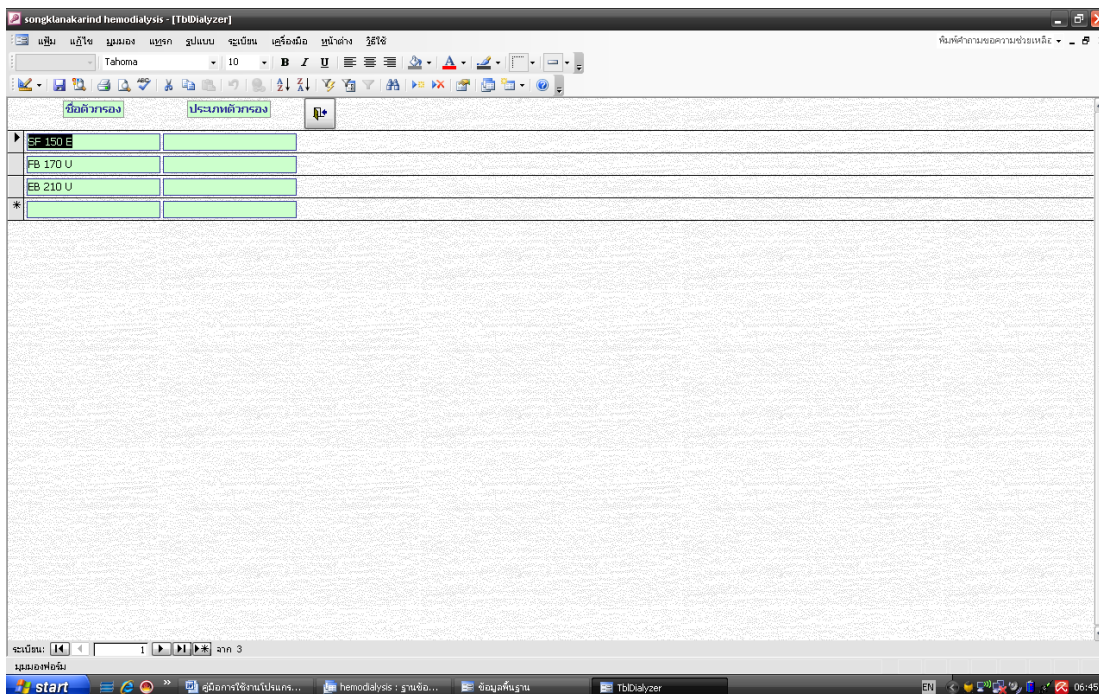 songklanakarind hemodialysis - [TblDialyzer]
แฟ้ม แก้ไข มุมมอง แทรก รูปแบบ ระเบียน เครื่องมือ หน้าต่าง วิธีใช้ พิมพ์คำถามขอความช่วยเหลือ
Tahoma 10 B I U
ชื่อตัวกรอง ประเภทตัวกรอง
SF 150 E
FB 170 U
EB 210 U
ระเบียน: 1 จาก 3
มุมมองฟอร์ม
start คู่มือการใช้งานโปรแกร... hemodialysis : ฐานข้อ... ข้อมูลพื้นฐาน TblDialyzer EN 06:45